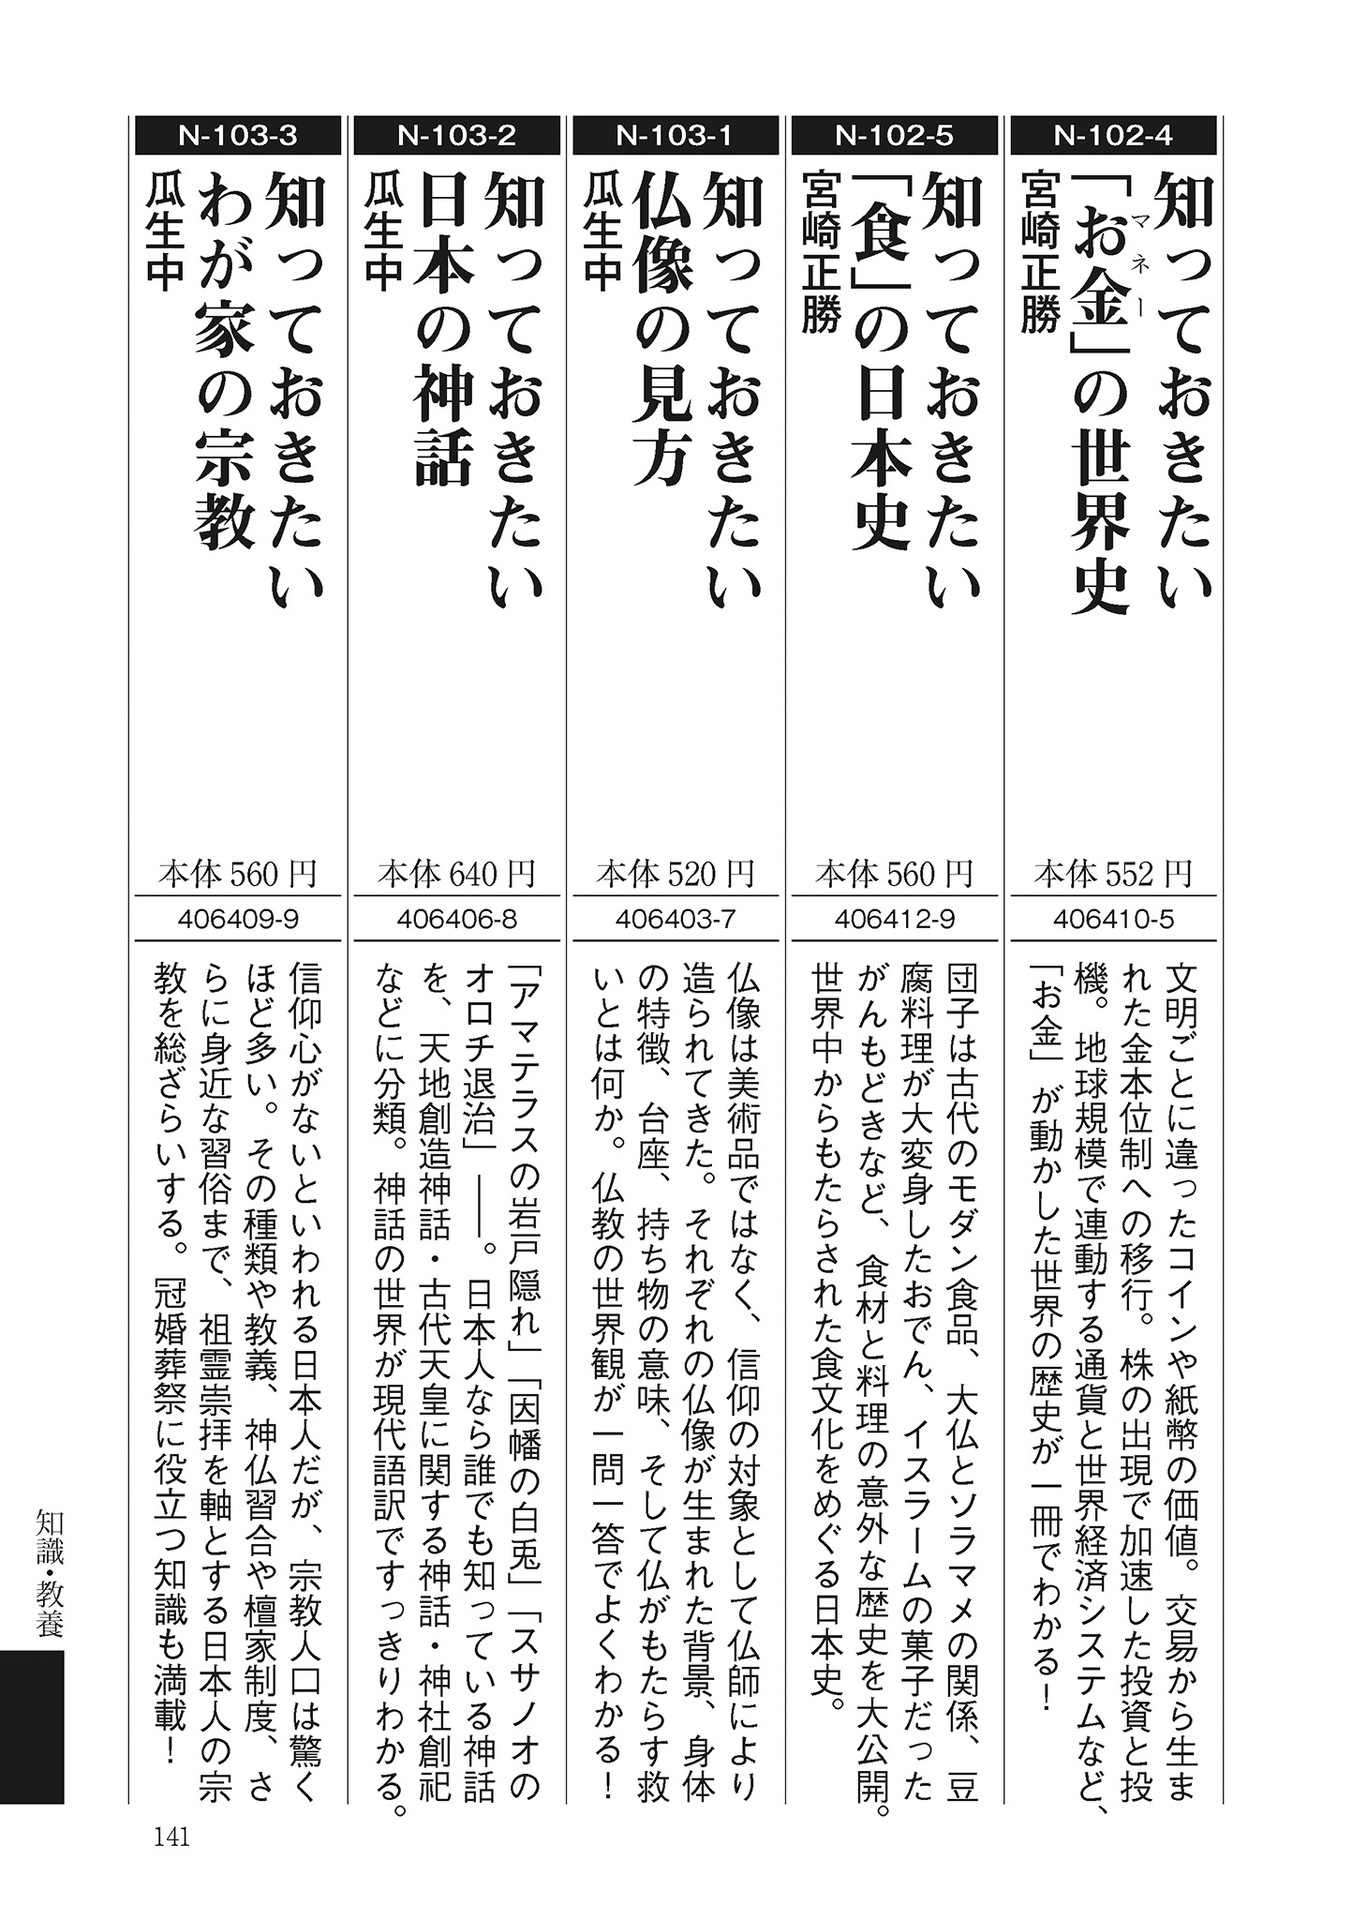 N-102-4
知っておきたい
「お金」の世界史
マネー
宮崎正勝
本体552円
406410-5
文明ごとに違ったコインや紙幣の価値。交易から生ま
れた金本位制への移行。株の出現で加速した投資と投
機。地球規模で連動する通貨と世界経済システムなど、
「お金」が動かした世界の歴史が一冊でわかる！
N-102-5
知っておきたい
「食」の日本史
宮崎正勝
本体560円
406412-9
団子は古代のモダン食品、大仏とソラマメの関係、豆
腐料理が大変身したおでん、イスラームの菓子だった
がんもどきなど、食材と料理の意外な歴史を大公開。
世界中からもたらされた食文化をめぐる日本史。
N-103-1
知っておきたい
仏像の見方
瓜生中
本体520円
406403-7
仏像は美術品ではなく、信仰の対象として仏師により
造られてきた。それぞれの仏像が生まれた背景、身体
の特徴、台座、持ち物の意味、そして仏がもたらす救
いとは何か。仏教の世界観が一問一答でよくわかる！
N-103-2
知っておきたい
日本の神話
瓜生中
本体640円
406406-8
「アマテラスの岩戸隠れ」「因幡の白兎」「スサノオの
オロチ退治」――。日本人なら誰でも知っている神話
を、天地創造神話・古代天皇に関する神話・神社創祀
などに分類。神話の世界が現代語訳ですっきりわかる。
N-103-3
知っておきたい
わが家の宗教
瓜生中
本体560円
406409-9
信仰心がないといわれる日本人だが、宗教人口は驚く
ほど多い。その種類や教義、神仏習合や檀家制度、さ
らに身近な習俗まで、祖霊崇拝を軸とする日本人の宗
教を総ざらいする。冠婚葬祭に役立つ知識も満載！
知識・教養
141